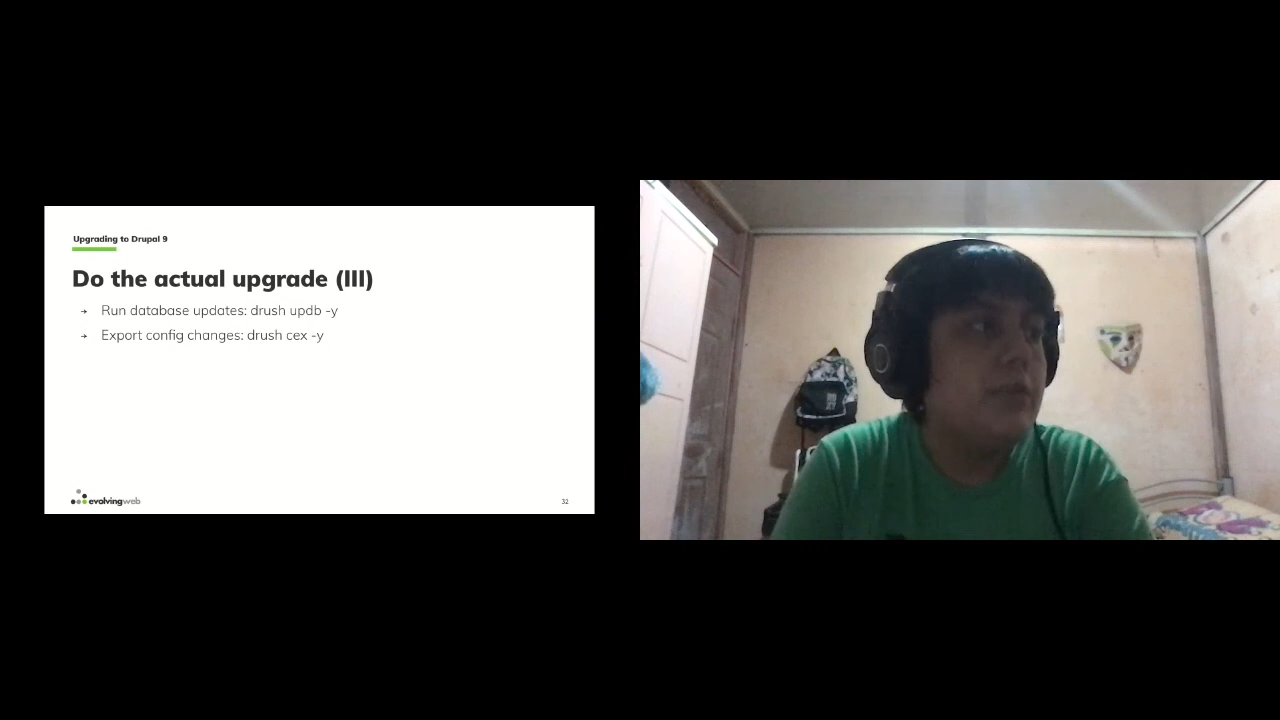 Upgrading to Drupal 9
Do the actual upgrade (III)
➔ Run database updates: drush updb -y
➔ Export config changes: drush cex -y
evolvingweb
32